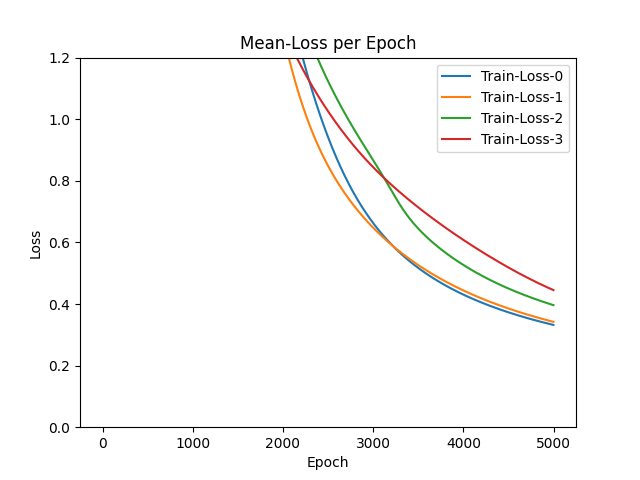 Mean-Loss per Epoch
Train-Loss-0
Train-Loss-1
Train-Loss-2
Train-Loss-3
Loss
1.2
1.0
0.8
0.6
0.4
0.2
0.0
0 1000 2000 3000 4000 5000
Epoch